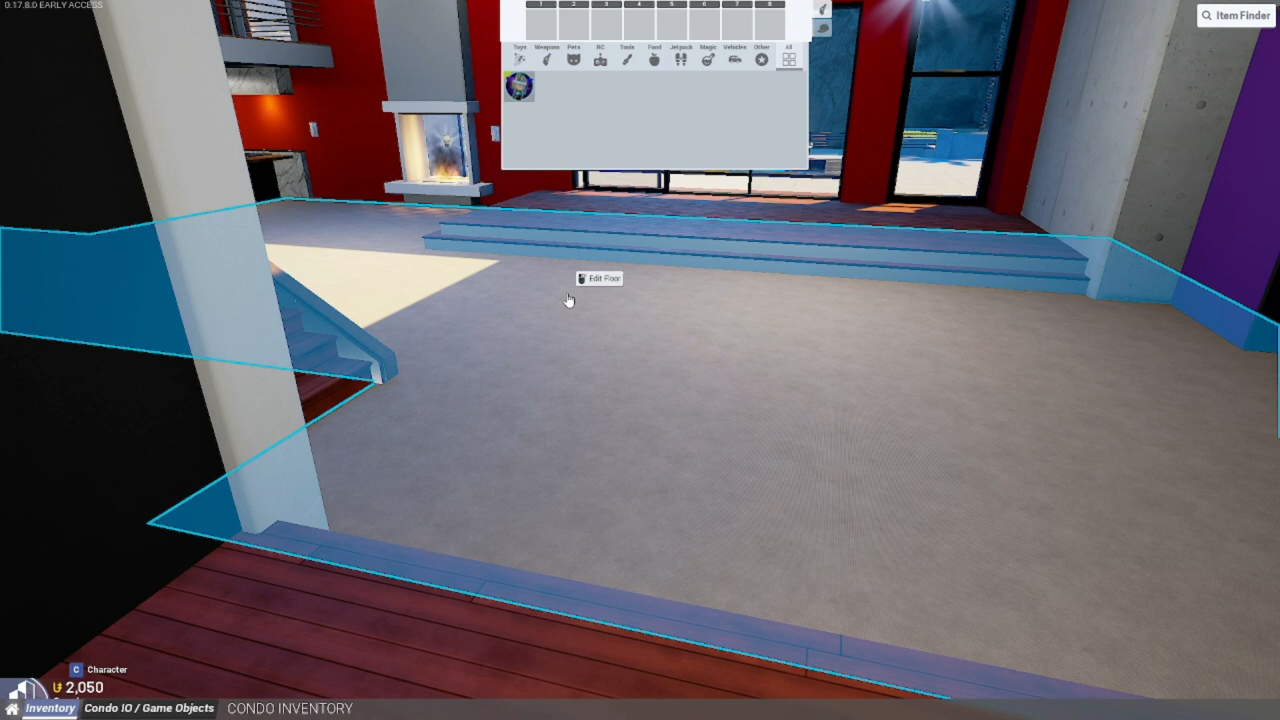 0.17.8.0 EARLY ACCESS
1 2 3 4 5 6 7 8
Item Finder
Toys Weapons Pets RC Tools Food Jetpack Magic Vehicles Other All
Edit Floor
C Character
2,050
Inventory Condo IO / Game Objects CONDO INVENTORY